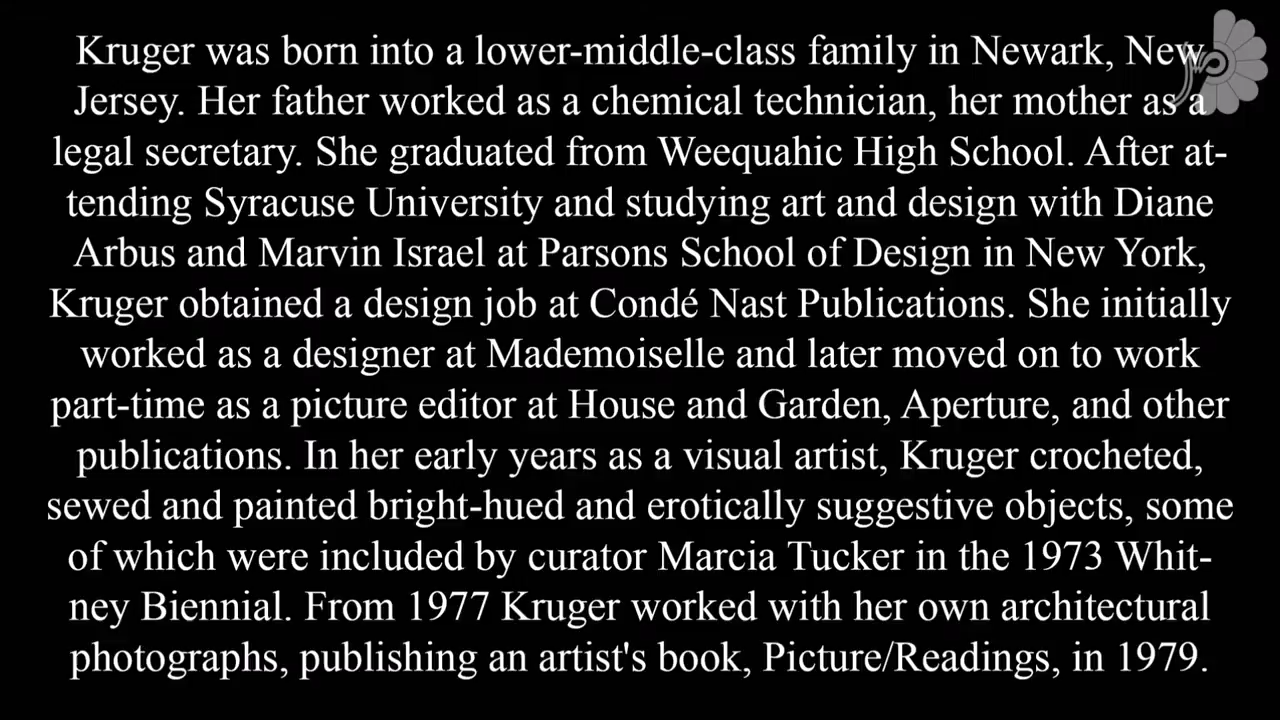 Kruger was born into a lower-middle-class family in Newark, New
Jersey. Her father worked as a chemical technician, her mother as a
legal secretary. She graduated from Weequahic High School. After at-
tending Syracuse University and studying art and design with Diane
Arbus and Marvin Israel at Parsons School of Design in New York,
Kruger obtained a design job at Condé Nast Publications. She initially
worked as a designer at Mademoiselle and later moved on to work
part-time as a picture editor at House and Garden, Aperture, and other
publications. In her early years as a visual artist, Kruger crocheted,
sewed and painted bright-hued and erotically suggestive objects, some
of which were included by curator Marcia Tucker in the 1973 Whit-
ney Biennial. From 1977 Kruger worked with her own architectural
photographs, publishing an artist's book, Picture/Readings, in 1979.